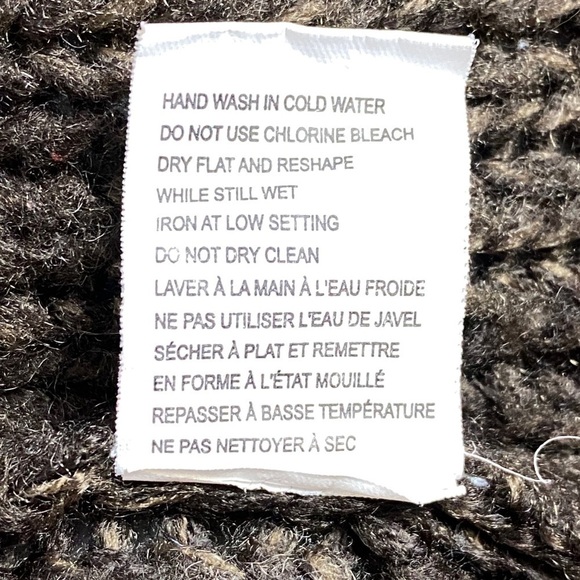 HAND WASH IN COLD WATER
DO NOT USE CHLORINE BLEACH
DRY FLAT AND RESHAPE
WHILE STILL WET
IRON AT LOW SETTING
DO NOT DRY CLEAN
LAVER À LA MAIN À L'EAU FROIDE
NE PAS UTILISER L'EAU DE JAVEL
SÉCHER À PLAT ET REMETTRE
EN FORME À L'ÉTAT MOUILLÉ
REPASSER À BASSE TEMPÉRATURE
NE PAS NETTOYER À SEC